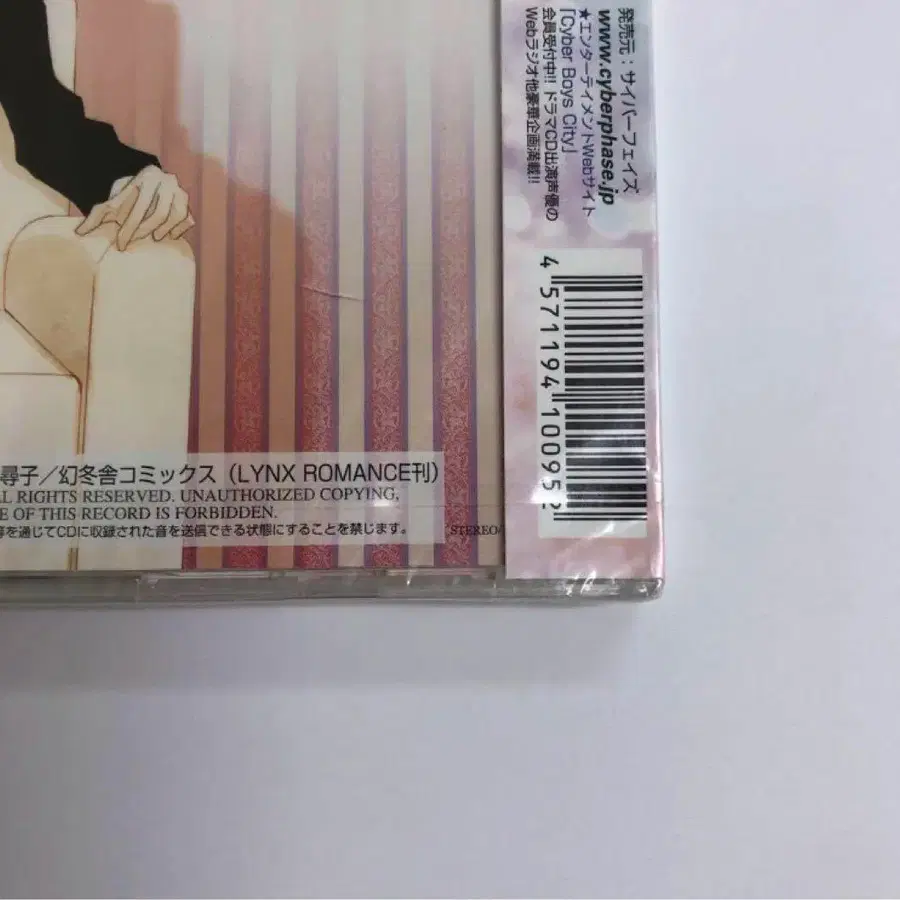 発売元：サイバーフェイズ
www.cyberphase.jp
★エンターテイメントWebサイト
「Cyber Boys City」
会員受付中!! ドラマCD出演声優の
Webラジオ他豪華企画満載!!
4 571194 100952
尋子／幻冬舎コミックス（LYNX ROMANCE刊）
RIGHTS RESERVED. UNAUTHORIZED COPYING,
OF THIS RECORD IS FORBIDDEN.
を通じてCDに収録された音を送信できる状態にすることを禁じます。
STEREO